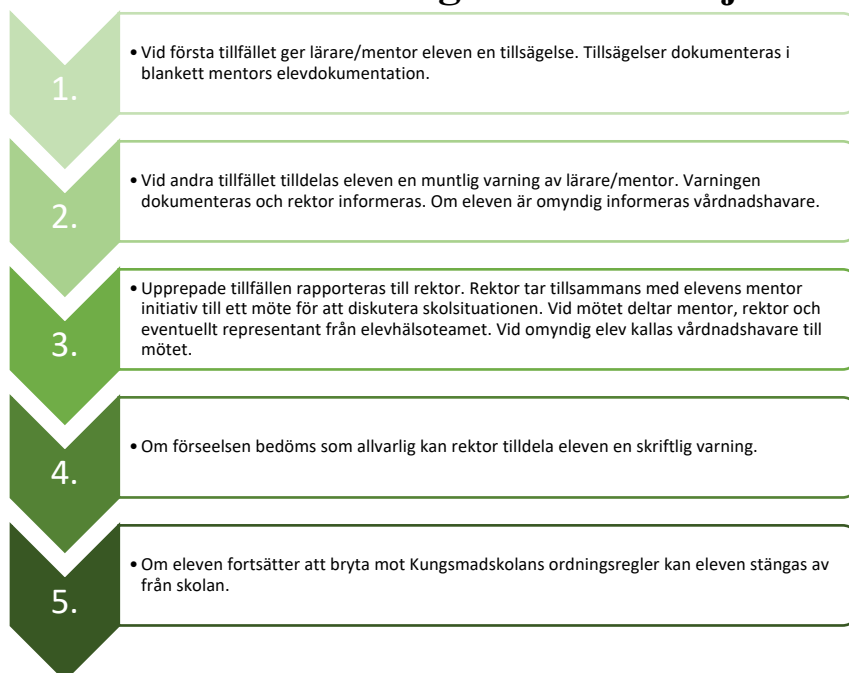 1.
• Vid första tillfället ger lärare/mentor eleven en tillsägelse. Tillsägelser dokumenteras i
blankett mentors elevdokumentation.
2.
• Vid andra tillfället tilldelas eleven en muntlig varning av lärare/mentor. Varningen
dokumenteras och rektor informeras. Om eleven är omyndig informeras vårdnadshavare.
3.
• Upprepade tillfällen rapporteras till rektor. Rektor tar tillsammans med elevens mentor
initiativ till ett möte för att diskutera skolsituationen. Vid mötet deltar mentor, rektor och
eventuellt representant från elevhälsoteamet. Vid omyndig elev kallas vårdnadshavare till
mötet.
4.
• Om förseelsen bedöms som allvarlig kan rektor tilldela eleven en skriftlig varning.
5.
• Om eleven fortsätter att bryta mot Kungsmadskolans ordningsregler kan eleven stängas av
från skolan.